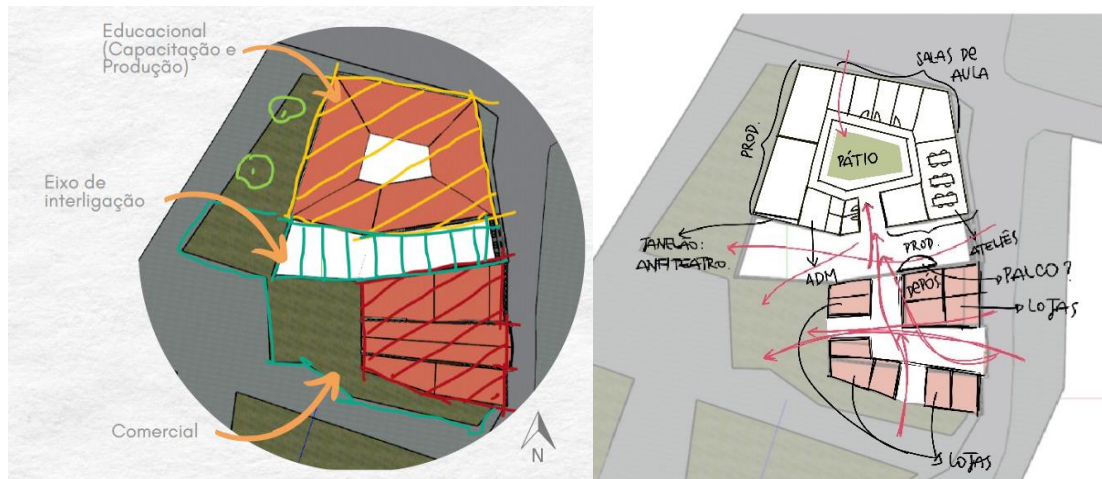 Educacional
(Capacitação e
Produção)
Eixo de
interligação
Comercial
N
SALAS DE
AULA
PROD.
PÁTIO
TANELÃO:
ANFITEATRO.
ADM
PROD.
ATELIÊS
DEPÓS
PALCO?
LOJAS
LOJAS